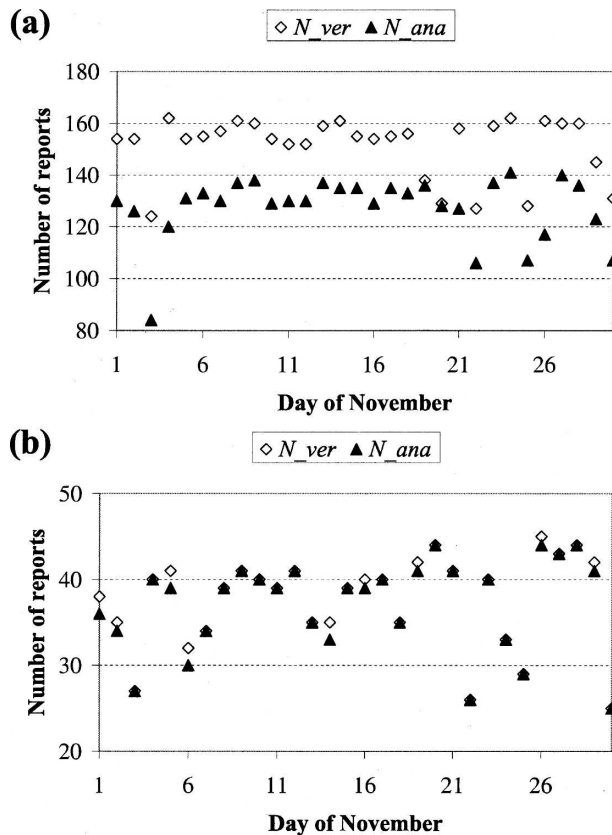 (a)
◇ N_ver ▲ N_ana
Number of reports
180
160
140
120
100
80
1 6 11 16 21 26
Day of November
(b)
◇ N_ver ▲ N_ana
Number of reports
50
40
30
20
1 6 11 16 21 26
Day of November